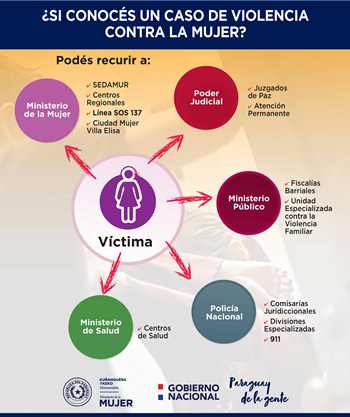 ¿SI CONOCÉS UN CASO DE VIOLENCIA
CONTRA LA MUJER?
Podés recurir a:
Ministerio
de la Mujer
✔ SEDAMUR
✔ Centros
Regionales
✔ Línea SOS 137
✔ Ciudad Mujer
Villa Elisa
Poder
Judicial
✔ Juzgados
de Paz
✔ Atención
Permanente
Ministerio
Público
✔ Fiscalías
Barriales
✔ Unidad
Especializada
contra la
Violencia
Familiar
Víctima
Ministerio
de Salud
✔ Centros
de Salud
Policía
Nacional
✔ Comisarías
Juridiccionales
✔ Divisiones
Especializadas
✔ 911
MUJER
GOBIERNO
NACIONAL
Paraguay
de la gente